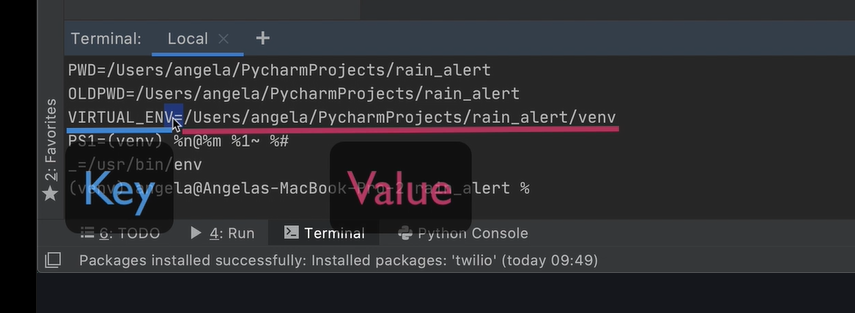 Terminal: Local × +
PWD=/Users/angela/PycharmProjects/rain_alert
OLDPWD=/Users/angela/PycharmProjects/rain_alert
VIRTUAL_ENV=/Users/angela/PycharmProjects/rain_alert/venv
PS1=(venv) %n@%m %1~ %#
_=/usr/bin/env
(venv) angela@Angelas-MacBook-Pro-2 rain_alert %
Key
Value
2: Favorites
6: TODO 4: Run Terminal Python Console
Packages installed successfully: Installed packages: 'twilio' (today 09:49)